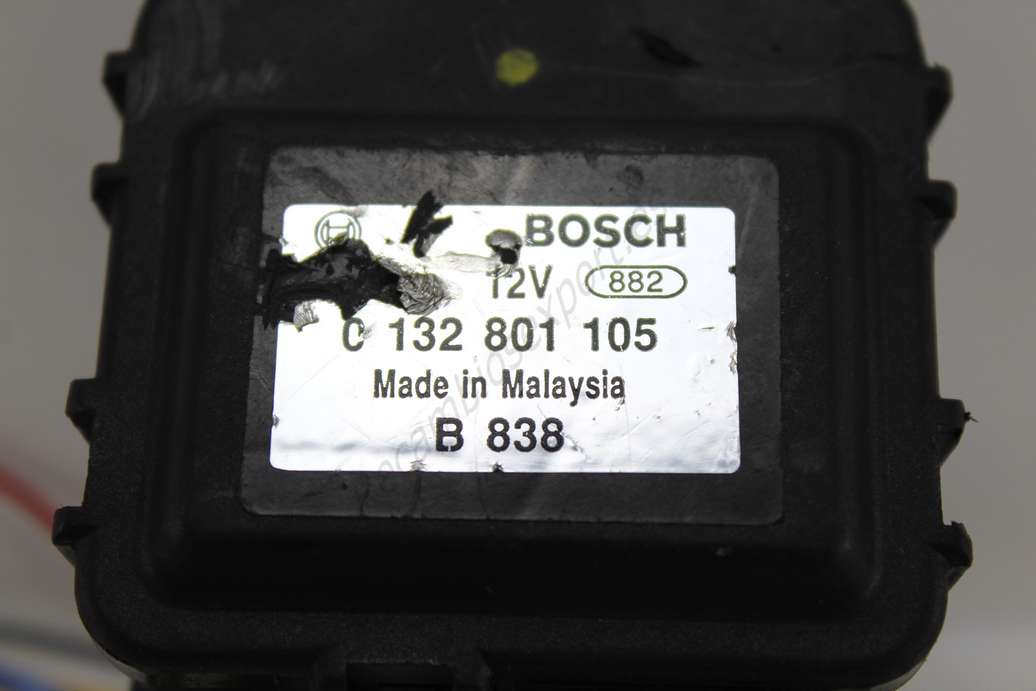 BOSCH
12V 882
0 132 801 105
Made in Malaysia
B 838